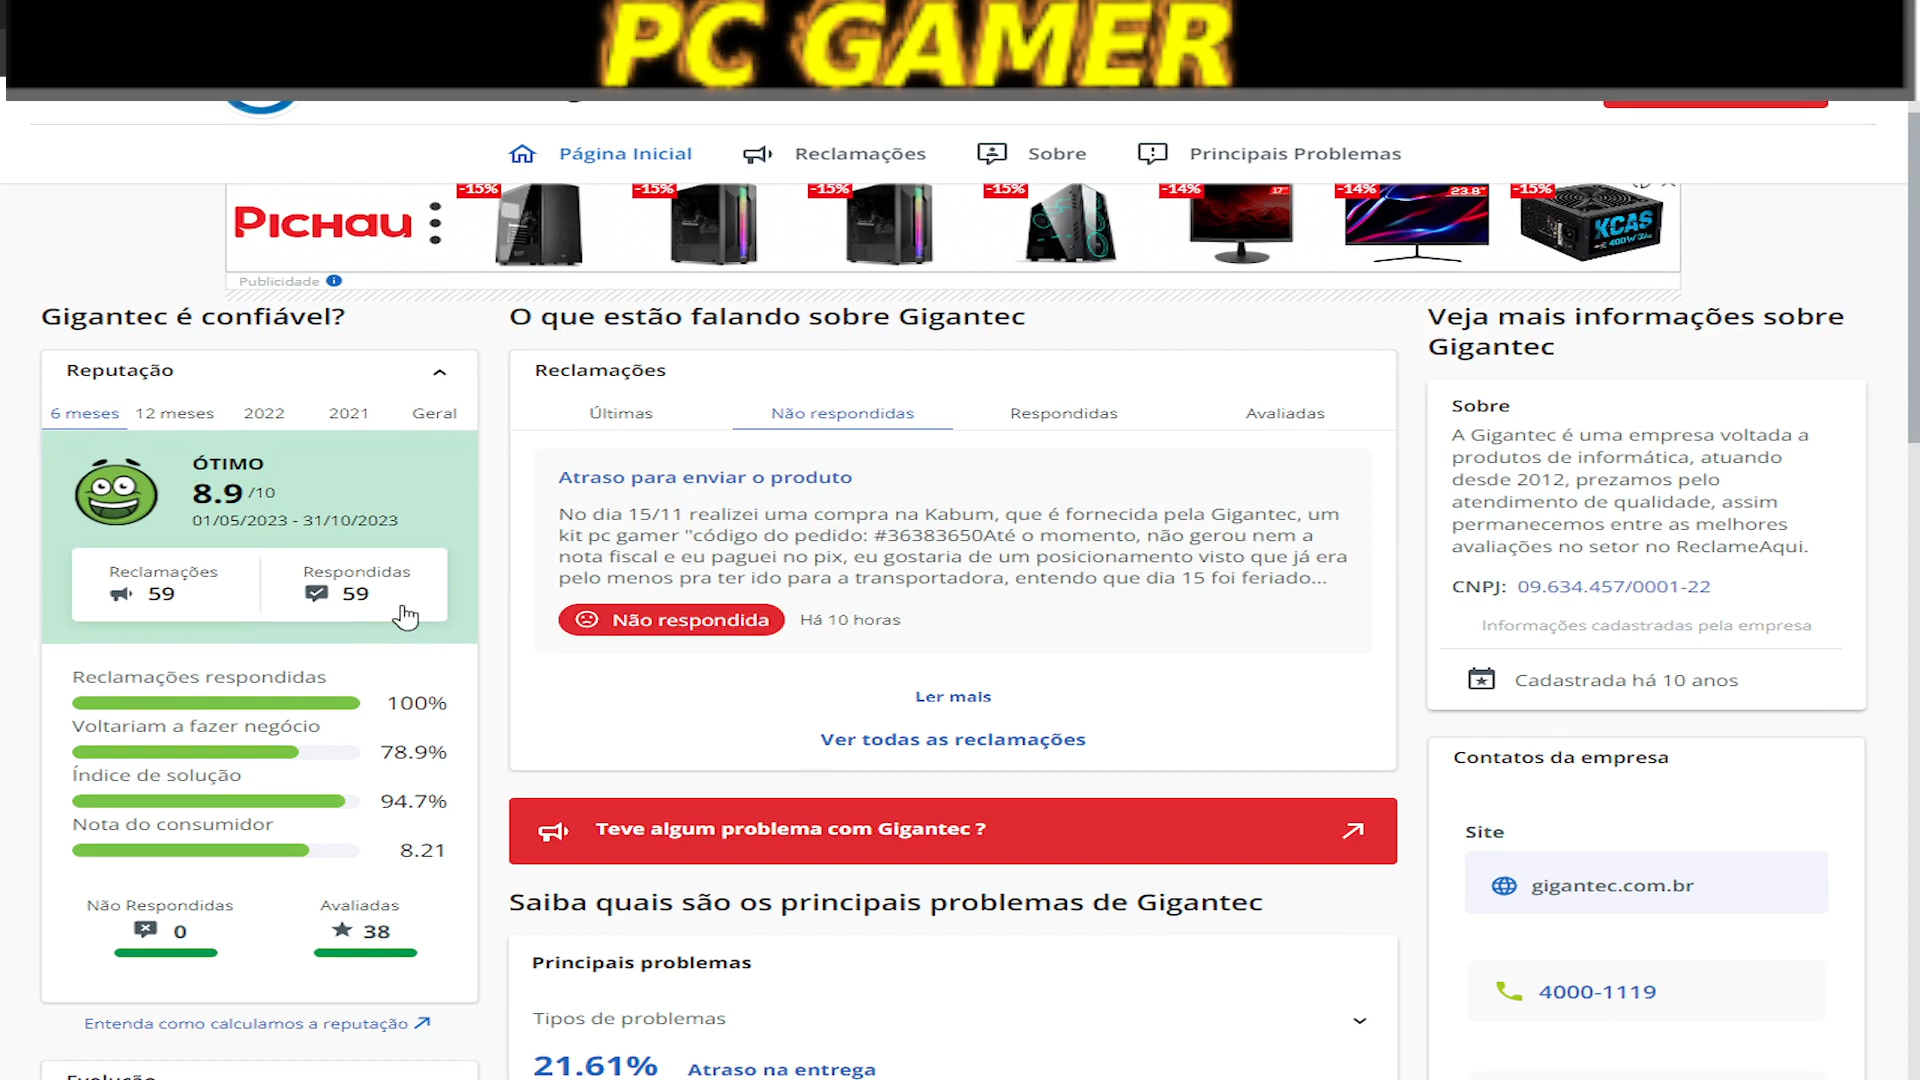 PC GAMER
Página Inicial
Reclamações
Sobre
Principais Problemas
PICHAU
-15%
-15%
-15%
-15%
-14%
17"
-14%
23.8"
-15%
XCAS
400W
Publicidade
Gigantec é confiável?
Reputação
6 meses 12 meses 2022 2021 Geral
ÓTIMO
8.9 /10
01/05/2023 - 31/10/2023
Reclamações
59
Respondidas
59
Reclamações respondidas
100%
Voltariam a fazer negócio
78.9%
Índice de solução
94.7%
Nota do consumidor
8.21
Não Respondidas
0
Avaliadas
38
Entenda como calculamos a reputação
O que estão falando sobre Gigantec
Reclamações
Últimas Não respondidas Respondidas Avaliadas
Atraso para enviar o produto
No dia 15/11 realizei uma compra na Kabum, que é fornecida pela Gigantec, um
kit pc gamer "código do pedido: #36383650Até o momento, não gerou nem a
nota fiscal e eu paguei no pix, eu gostaria de um posicionamento visto que já era
pelo menos pra ter ido para a transportadora, entendo que dia 15 foi feriado...
Não respondida Há 10 horas
Ler mais
Ver todas as reclamações
Teve algum problema com Gigantec ?
Saiba quais são os principais problemas de Gigantec
Principais problemas
Tipos de problemas
21.61% Atraso na entrega
Veja mais informações sobre
Gigantec
Sobre
A Gigantec é uma empresa voltada a
produtos de informática, atuando
desde 2012, prezamos pelo
atendimento de qualidade, assim
permanecemos entre as melhores
avaliações no setor no ReclameAqui.
CNPJ: 09.634.457/0001-22
Informações cadastradas pela empresa
Cadastrada há 10 anos
Contatos da empresa
Site
gigantec.com.br
4000-1119